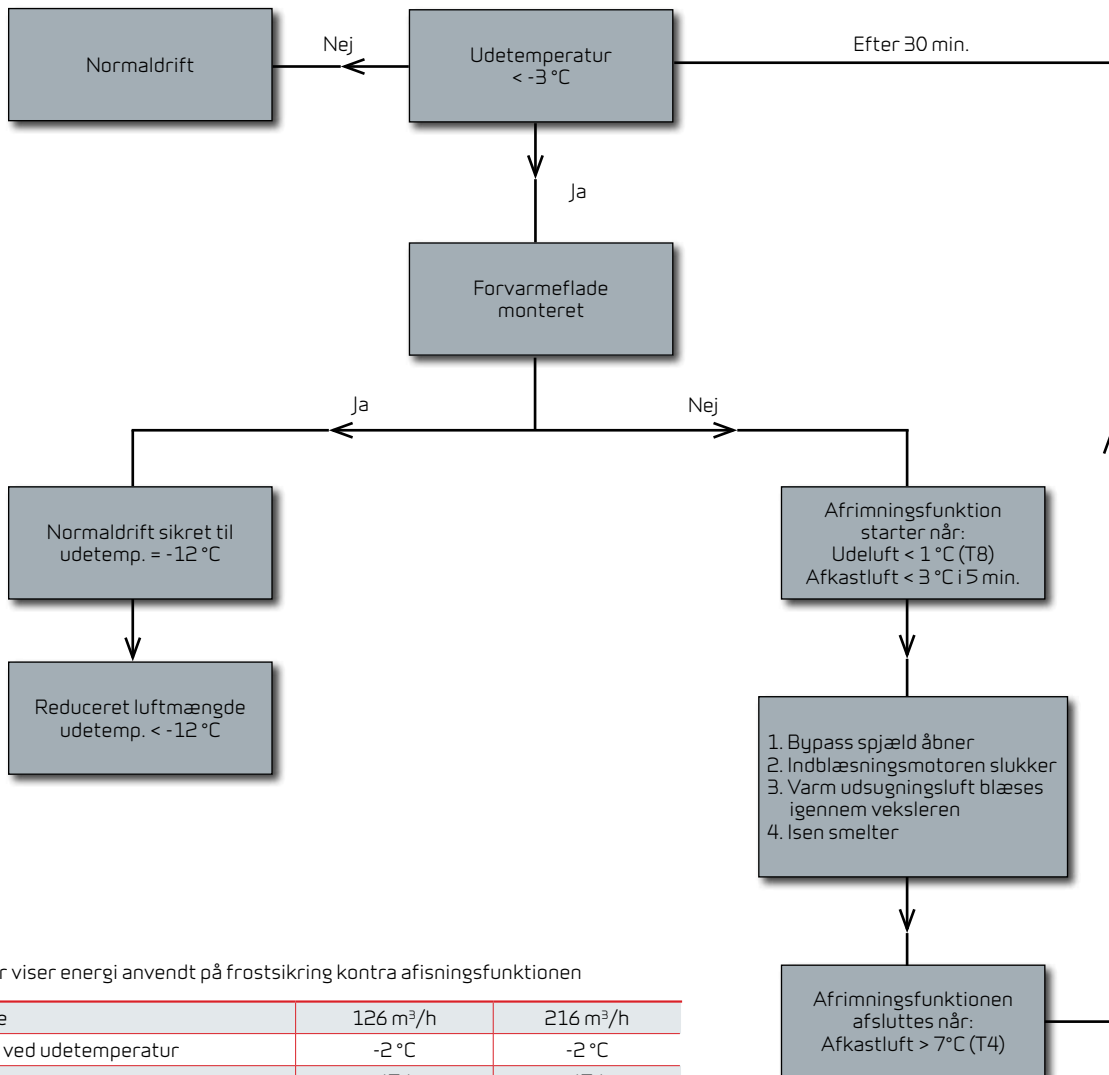 Normaldrift
Nej
Udetemperatur
< -3 °C
Efter 30 min.
Ja
Forvarmeflade
monteret
Ja
Nej
Normaldrift sikret til
udetemp. = -12 °C
Afrimningsfunktion
starter når:
Udeluft < 1 °C (T8)
Afkastluft < 3 °C i 5 min.
Reduceret luftmængde
udetemp. < -12 °C
1. Bypass spjæld åbner
2. Indblæsningsmotoren slukker
3. Varm udsugningsluft blæses
igennem veksleren
4. Isen smelter
r viser energi anvendt på frostsikring kontra afisningsfunktionen
e 126 m³/h 216 m³/h
ved udetemperatur -2 °C -2 °C
Afrimningsfunktionen
afsluttes når:
Afkastluft > 7°C (T4)